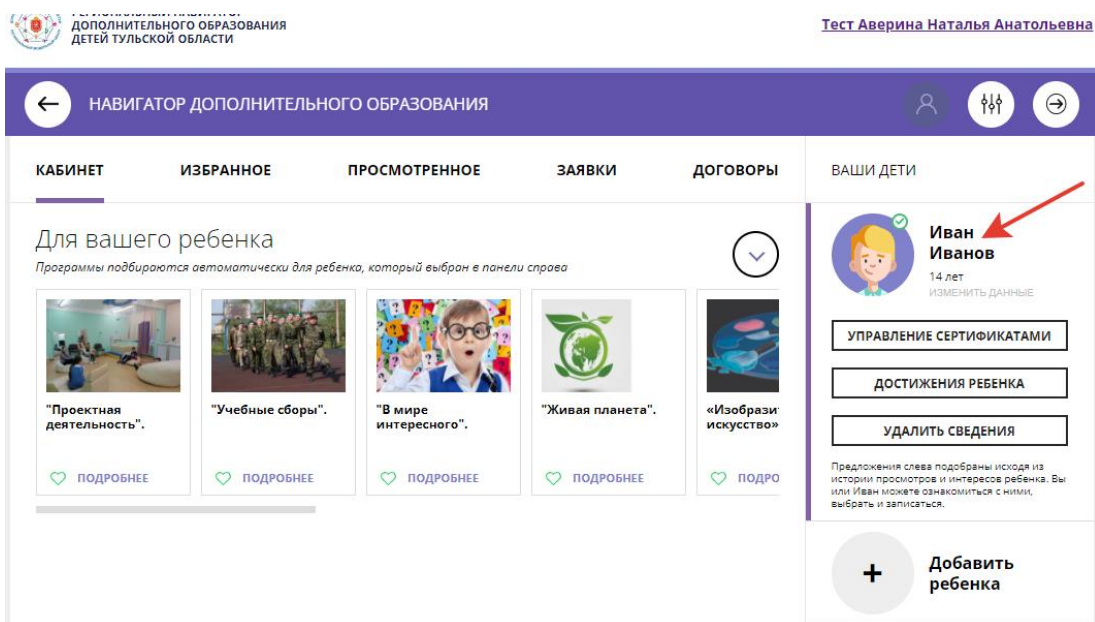 РЕГИОНАЛЬНЫЙ НАВИГАТОР
ДОПОЛНИТЕЛЬНОГО ОБРАЗОВАНИЯ
ДЕТЕЙ ТУЛЬСКОЙ ОБЛАСТИ
Тест Аверина Наталья Анатольевна
НАВИГАТОР ДОПОЛНИТЕЛЬНОГО ОБРАЗОВАНИЯ
КАБИНЕТ
ИЗБРАННОЕ
ПРОСМОТРЕННОЕ
ЗАЯВКИ
ДОГОВОРЫ
Для вашего ребенка
Программы подбираются автоматически для ребенка, который выбран в панели справа
"Проектная
деятельность".
ПОДРОБНЕЕ
"Учебные сборы".
ПОДРОБНЕЕ
"В мире
интересного".
ПОДРОБНЕЕ
"Живая планета".
ПОДРОБНЕЕ
«Изобрази
искусство»
ПОДРО
ВАШИ ДЕТИ
Иван
Иванов
14 лет
ИЗМЕНИТЬ ДАННЫЕ
УПРАВЛЕНИЕ СЕРТИФИКАТАМИ
ДОСТИЖЕНИЯ РЕБЕНКА
УДАЛИТЬ СВЕДЕНИЯ
Предложения слева подобраны исходя из
истории просмотров и интересов ребенка. Вы
или Иван можете ознакомиться с ними,
выбрать и записаться.
+
Добавить
ребенка